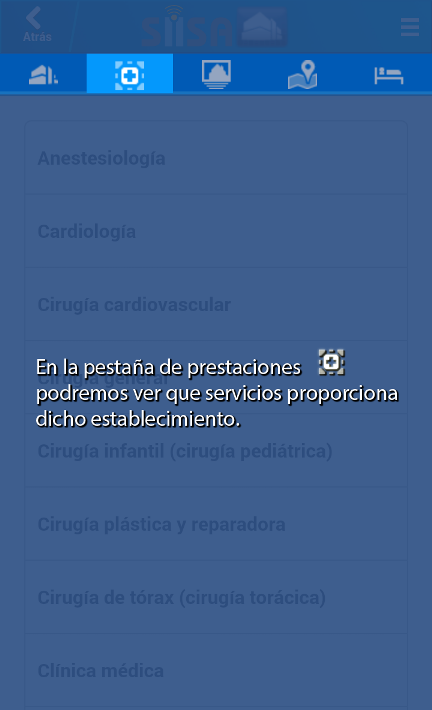 Atrás
SIISA
Anestesiología
Cardiología
Cirugía cardiovascular
Cirugía general
En la pestaña de prestaciones
podremos ver que servicios proporciona
dicho establecimiento.
Cirugía infantil (cirugía pediátrica)
Cirugía plástica y reparadora
Cirugía de tórax (cirugía torácica)
Clínica médica